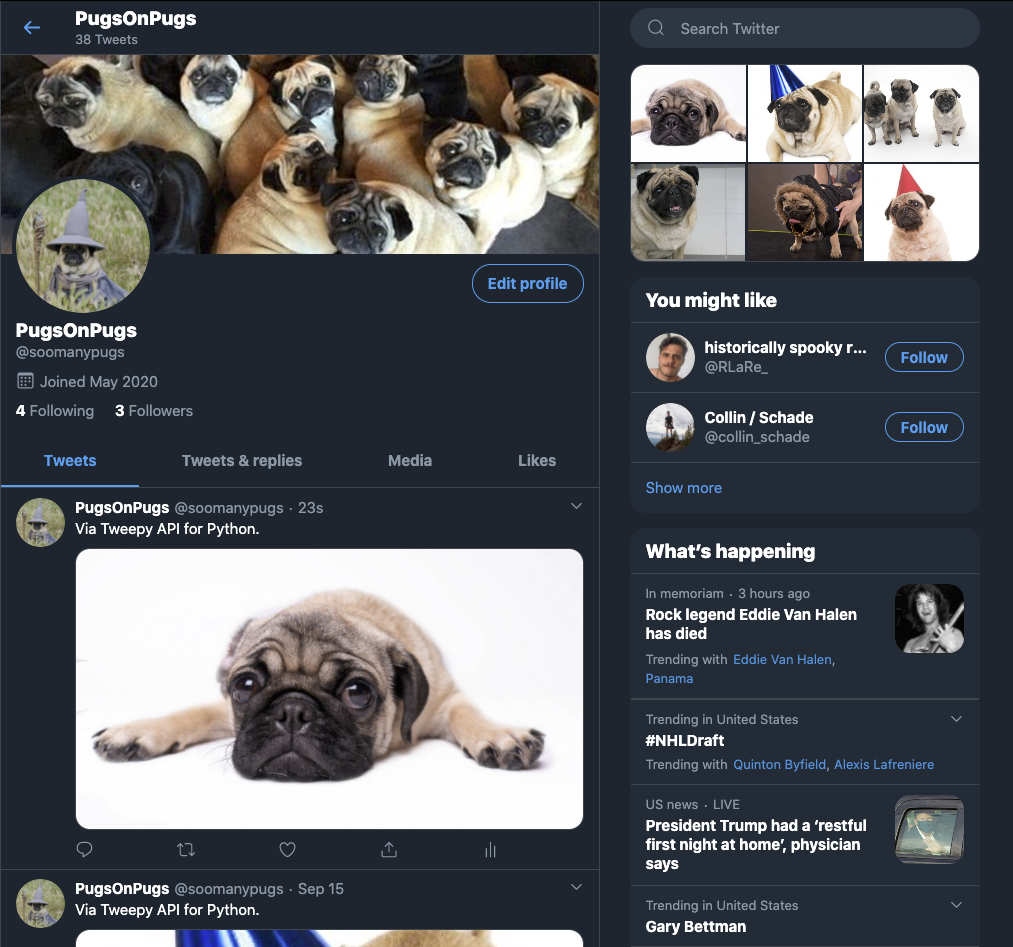 PugsOnPugs
38 Tweets
Edit profile
PugsOnPugs
@soomanypugs
Joined May 2020
4 Following 3 Followers
Tweets Tweets & replies Media Likes
PugsOnPugs @soomanypugs · 23s
Via Tweepy API for Python.
PugsOnPugs @soomanypugs · Sep 15
Via Tweepy API for Python.
Search Twitter
You might like
historically spooky r...
@RLaRe_
Follow
Collin / Schade
@collin_schade
Follow
Show more
What's happening
In memoriam · 3 hours ago
Rock legend Eddie Van Halen
has died
Trending with Eddie Van Halen,
Panama
Trending in United States
#NHLDraft
Trending with Quinton Byfield, Alexis Lafreniere
US news · LIVE
President Trump had a ‘restful
first night at home’, physician
says
Trending in United States
Gary Bettman